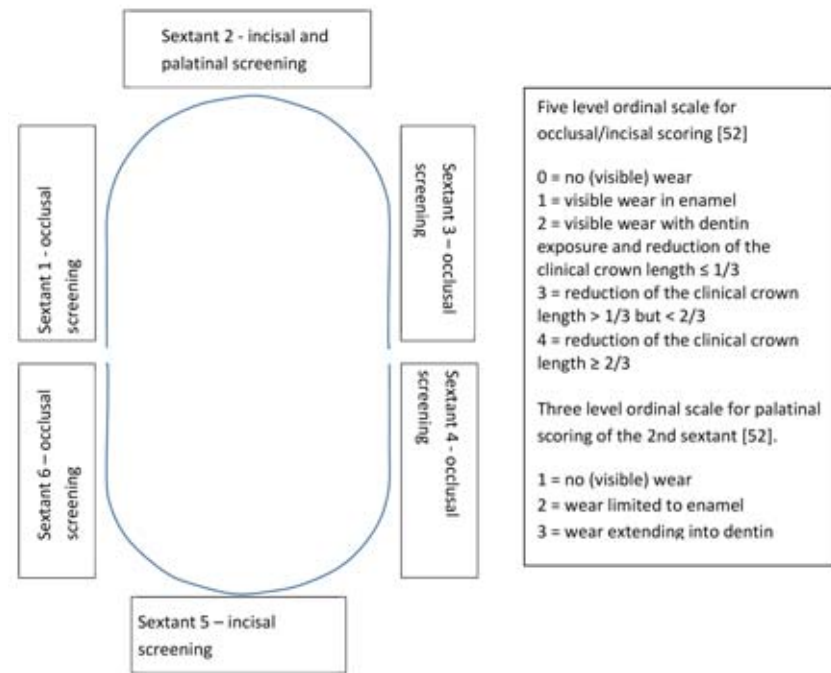 Sextant 2 - incisal and
palatinal screening
Sextant 1 - occlusal
screening
Sextant 3 – occlusal
screening
Sextant 6 – occlusal
screening
Sextant 4 - occlusal
screening
Sextant 5 – incisal
screening
Five level ordinal scale for
occlusal/incisal scoring [52]
0 = no (visible) wear
1 = visible wear in enamel
2 = visible wear with dentin
exposure and reduction of the
clinical crown length ≤ 1/3
3 = reduction of the clinical crown
length > 1/3 but < 2/3
4 = reduction of the clinical crown
length ≥ 2/3
Three level ordinal scale for palatinal
scoring of the 2nd sextant [52].
1 = no (visible) wear
2 = wear limited to enamel
3 = wear extending into dentin